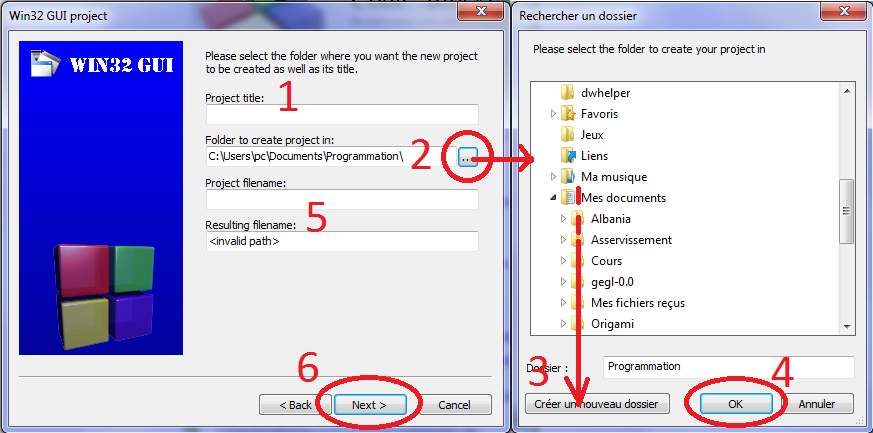 Win32 GUI project
WIN32 GUI
Please select the folder where you want the new project
to be created as well as its title.
Project title:
1
Folder to create project in:
C:\Users\pc\Documents\Programmation\
2
...
Project filename:
5
Resulting filename:
<invalid path>
6
< Back
Next >
Cancel
Rechercher un dossier
Please select the folder to create your project in
dwhelper
Favoris
Jeux
Liens
Ma musique
Mes documents
Albania
Asservissement
Cours
gegl-0.0
Mes fichiers reçus
Origami
3
Dossier :
Programmation
4
Créer un nouveau dossier
OK
Annuler